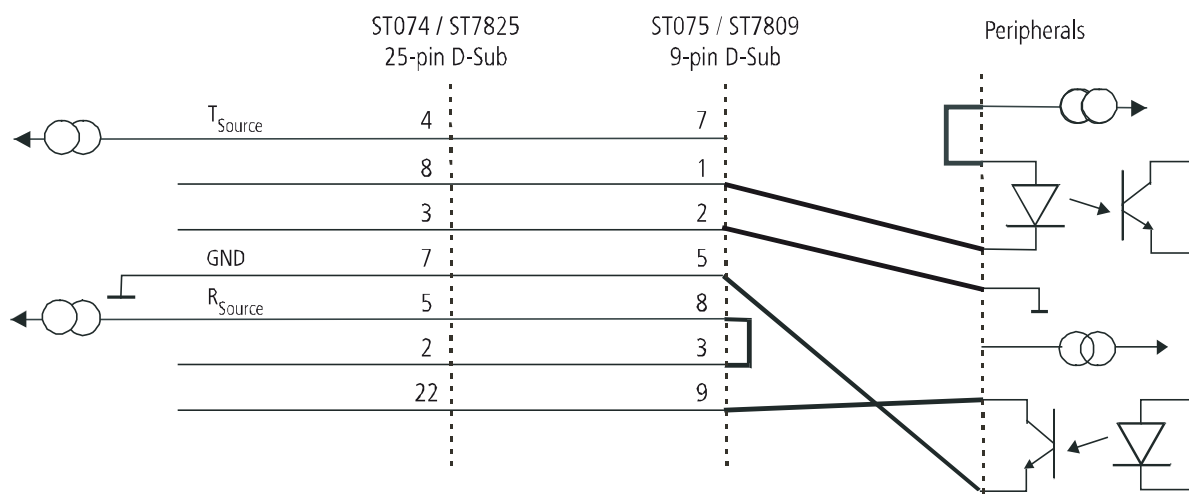 ST074 / ST7825
25-pin D-Sub
ST075 / ST7809
9-pin D-Sub
Peripherals
TSource
4
7
8
1
3
2
GND
7
5
RSource
5
8
2
3
22
9